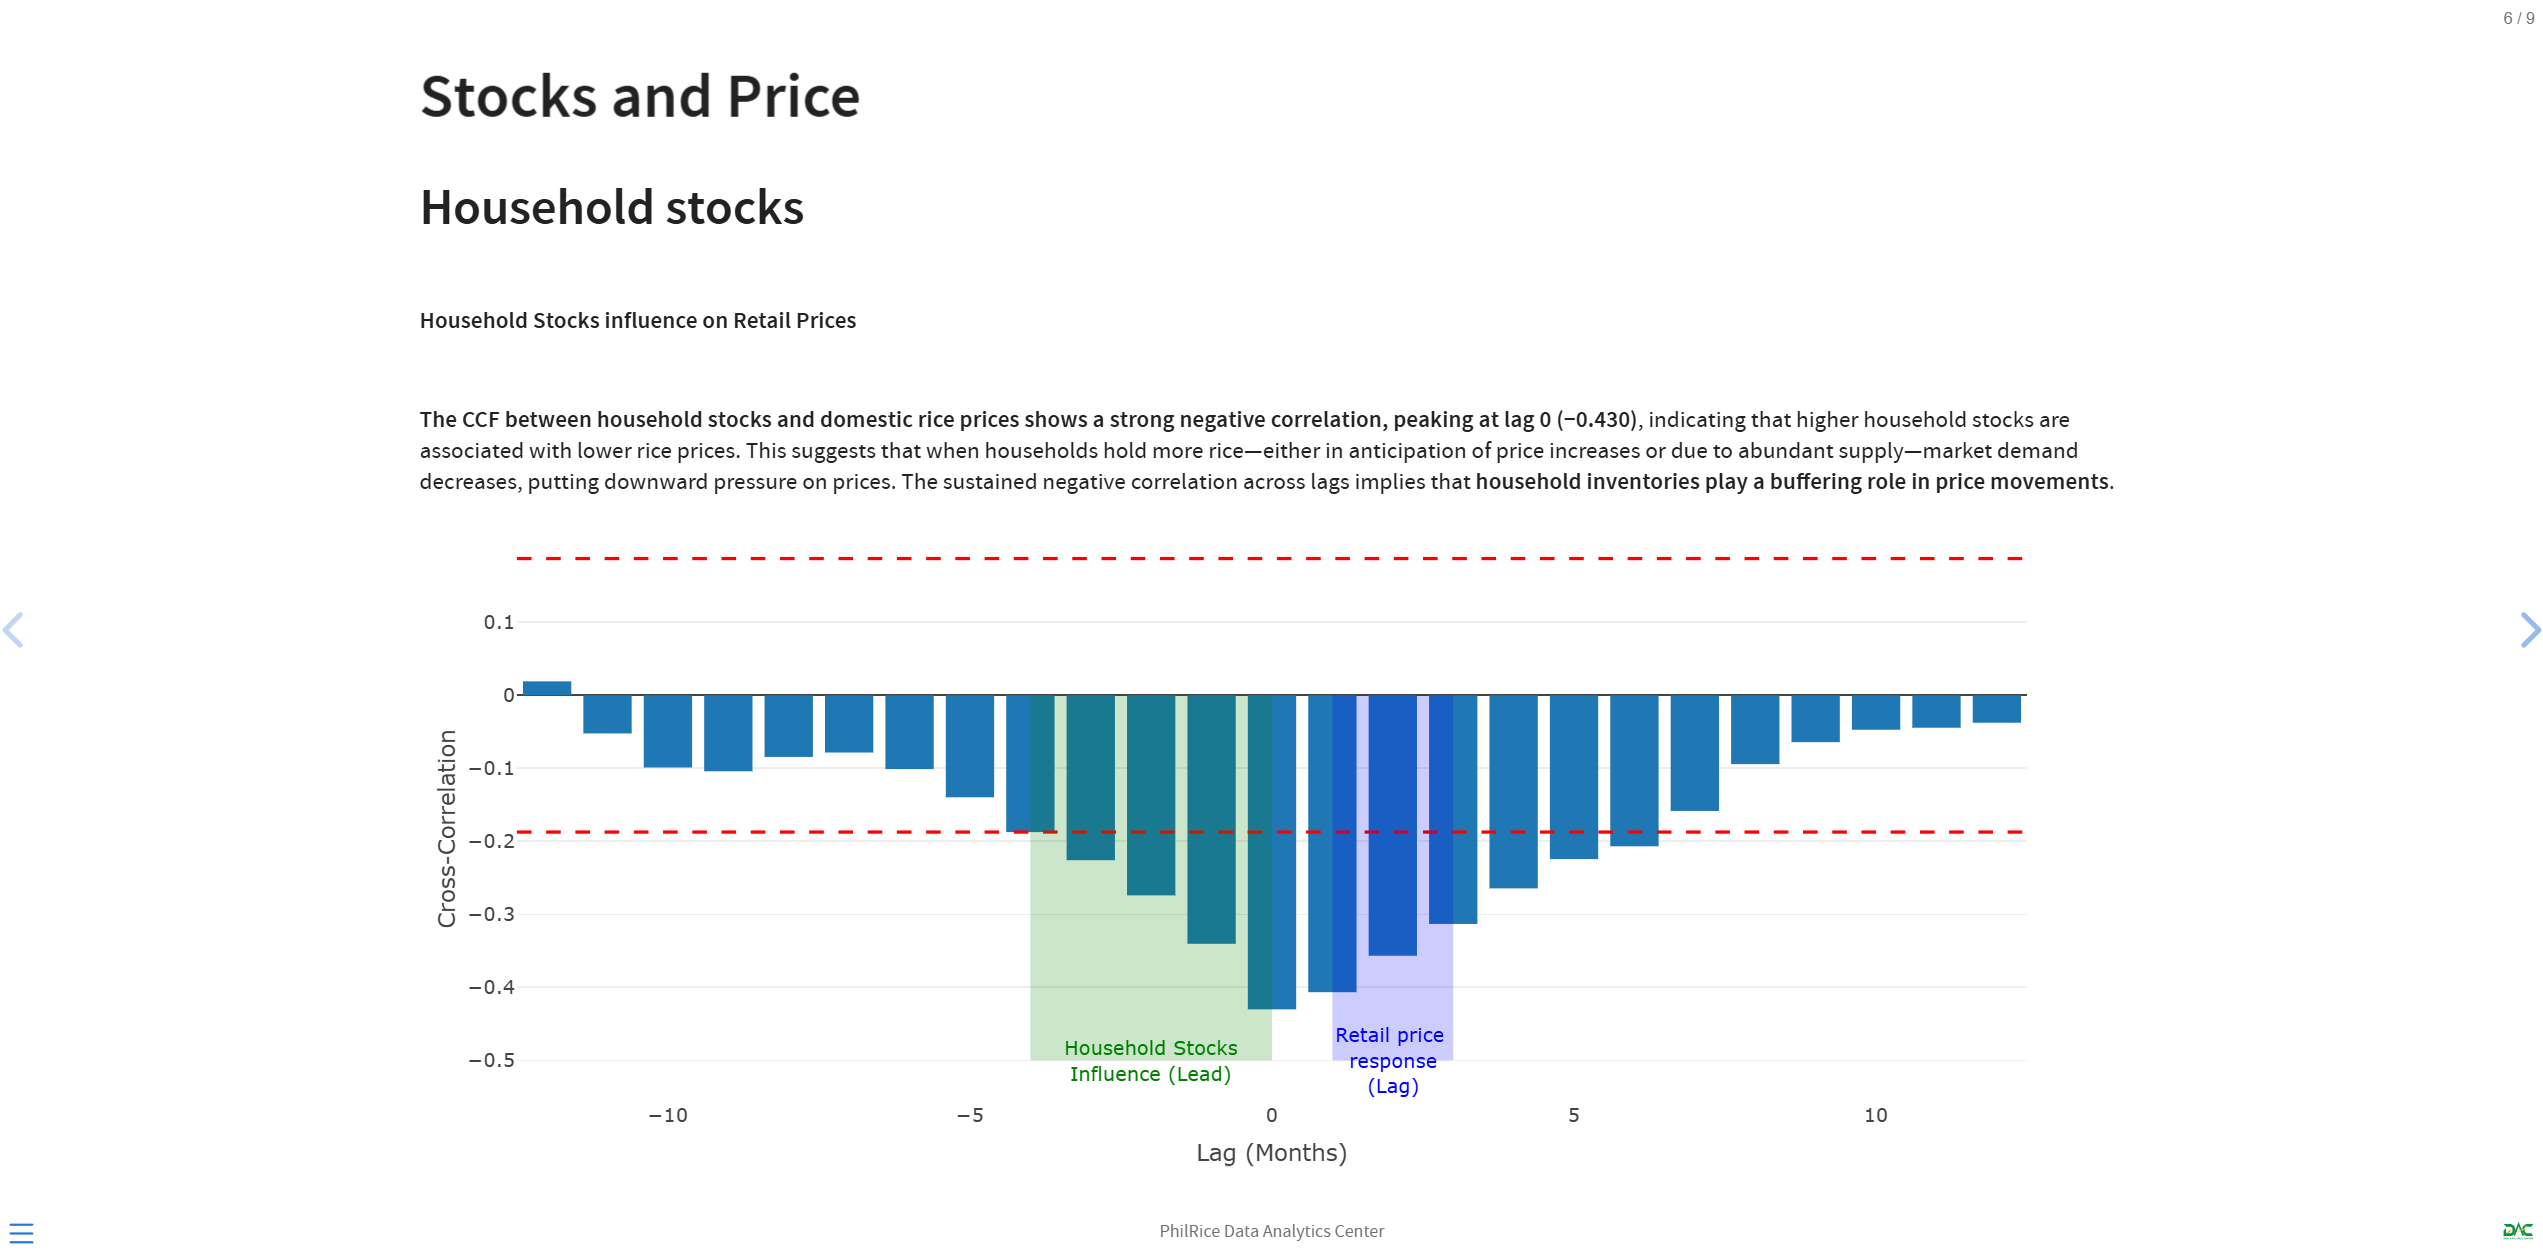 6 / 9
Stocks and Price
Household stocks
Household Stocks influence on Retail Prices
The CCF between household stocks and domestic rice prices shows a strong negative correlation, peaking at lag 0 (−0.430), indicating that higher household stocks are
associated with lower rice prices. This suggests that when households hold more rice—either in anticipation of price increases or due to abundant supply—market demand
decreases, putting downward pressure on prices. The sustained negative correlation across lags implies that household inventories play a buffering role in price movements.
0.1
0
−0.1
−0.2
−0.3
−0.4
−0.5
Cross-Correlation
Household Stocks
Influence (Lead)
Retail price
response
(Lag)
−10
−5
0
5
10
Lag (Months)
PhilRice Data Analytics Center
DAC